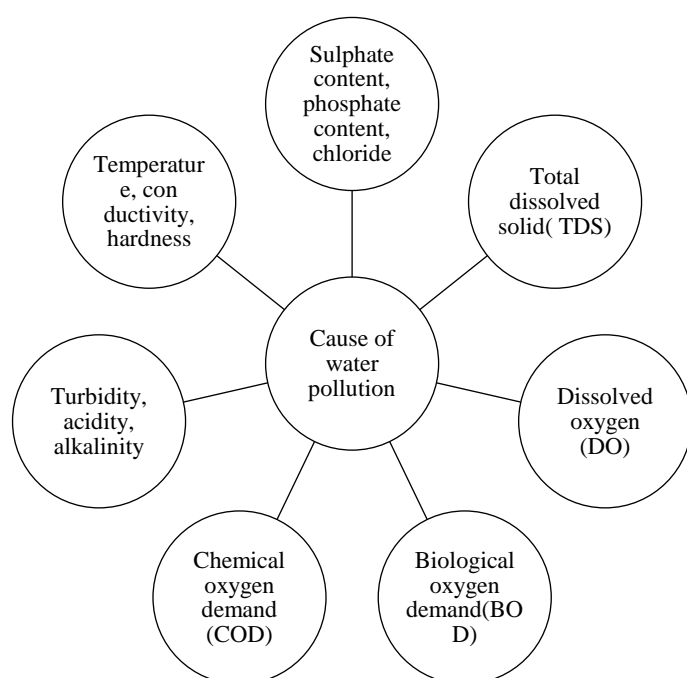 Sulphate
content,
phosphate
content,
chloride
Total
dissolved
solid( TDS)
Dissolved
oxygen
(DO)
Biological
oxygen
demand(BO
D)
Chemical
oxygen
demand
(COD)
Turbidity,
acidity,
alkalinity
Temperatur
e, con
ductivity,
hardness
Cause of
water
pollution